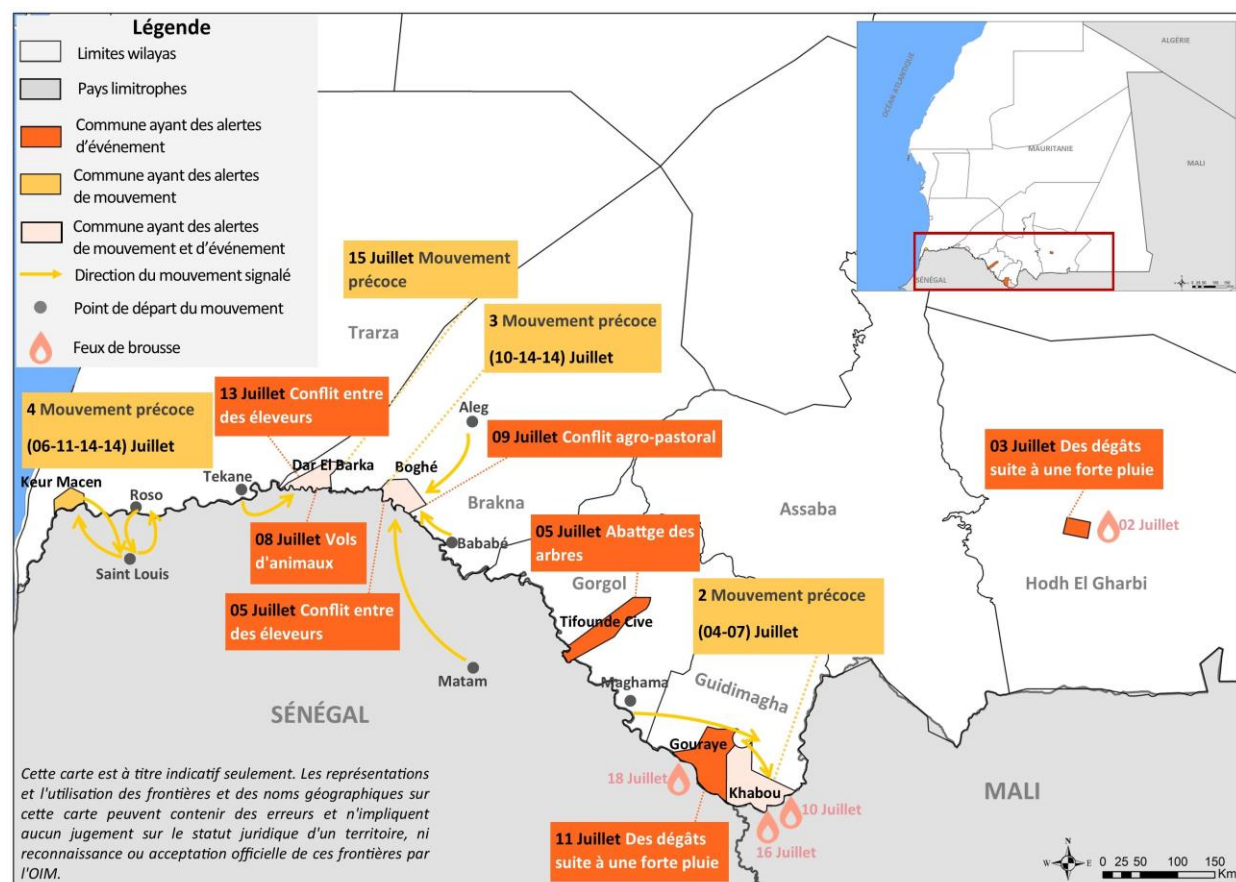 Légende
Limites wilayas
Pays limitrophes
Commune ayant des alertes
d'événement
Commune ayant des alertes
de mouvement
Commune ayant des alertes
de mouvement et d'événement
Direction du mouvement signalé
Point de départ du mouvement
Feux de brousse
OCÉAN ATLANTIQUE
ALGÉRIE
MAURITANIE
MALI
SÉNÉGAL
15 Juillet Mouvement
précoce
Trarza
3 Mouvement précoce
(10-14-14) Juillet
13 Juillet Conflit entre
des éleveurs
4 Mouvement précoce
(06-11-14-14) Juillet
Aleg
09 Juillet Conflit agro-pastoral
03 Juillet Des dégâts
suite à une forte pluie
Keur Macen
Roso
Tekane
Dar El Barka
Boghé
Brakna
Assaba
02 Juillet
Saint Louis
08 Juillet Vols
d'animaux
Bababé
05 Juillet Abattge des
arbres
Gorgol
Hodh El Gharbi
05 Juillet Conflit entre
des éleveurs
2 Mouvement précoce
(04-07) Juillet
Tifounde Cive
Matam
Maghama
Guidimagha
SÉNÉGAL
Gouraye
18 Juillet
Khabou
10 Juillet
16 Juillet
MALI
11 Juillet Des dégâts
suite à une forte pluie
Cette carte est à titre indicatif seulement. Les représentations
et l'utilisation des frontières et des noms géographiques sur
cette carte peuvent contenir des erreurs et n'impliquent
aucun jugement sur le statut juridique d'un territoire, ni
reconnaissance ou acceptation officielle de ces frontières par
l'OIM.
N
W E
S
0 25 50 100 150
Km